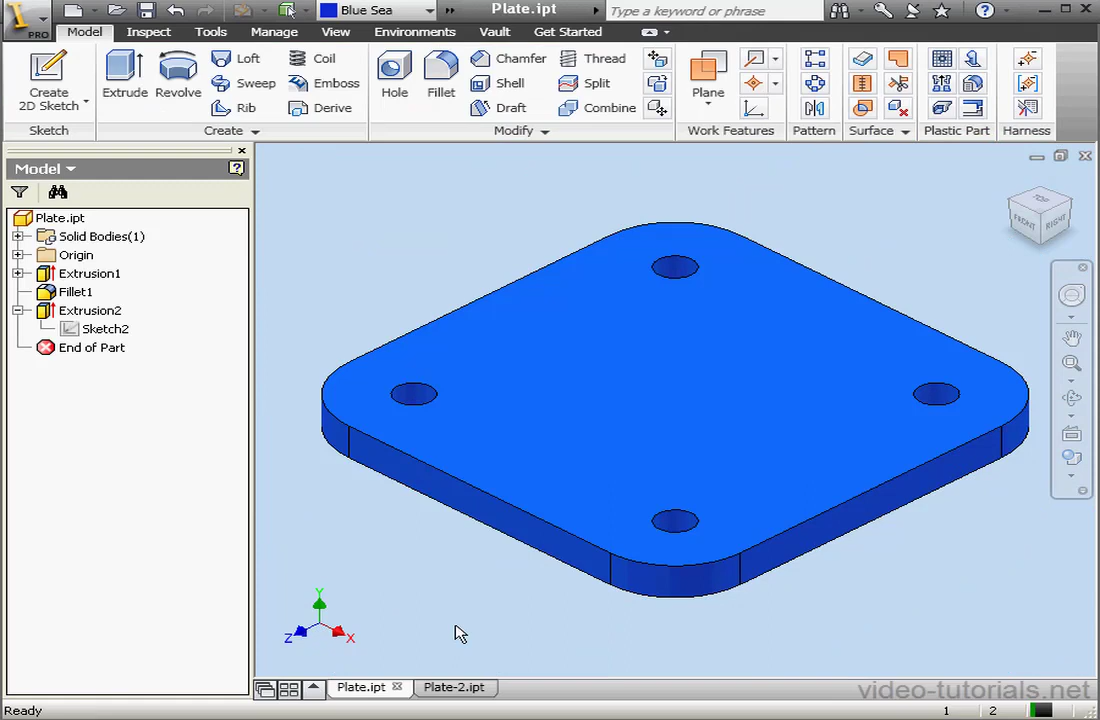 PRO
Blue Sea
Plate.ipt
Type a keyword or phrase
Model Inspect Tools Manage View Environments Vault Get Started
Create
2D Sketch
Sketch
Extrude
Revolve
Loft
Sweep
Rib
Coil
Emboss
Derive
Create
Hole
Fillet
Chamfer
Shell
Draft
Thread
Split
Combine
Modify
Plane
Work Features
Pattern
Surface
Plastic Part
Harness
Model
Plate.ipt
Solid Bodies(1)
Origin
Extrusion1
Fillet1
Extrusion2
Sketch2
End of Part
TOP
FRONT
RIGHT
Y
Z
X
Plate.ipt
Plate-2.ipt
video-tutorials.net
Ready
1 2